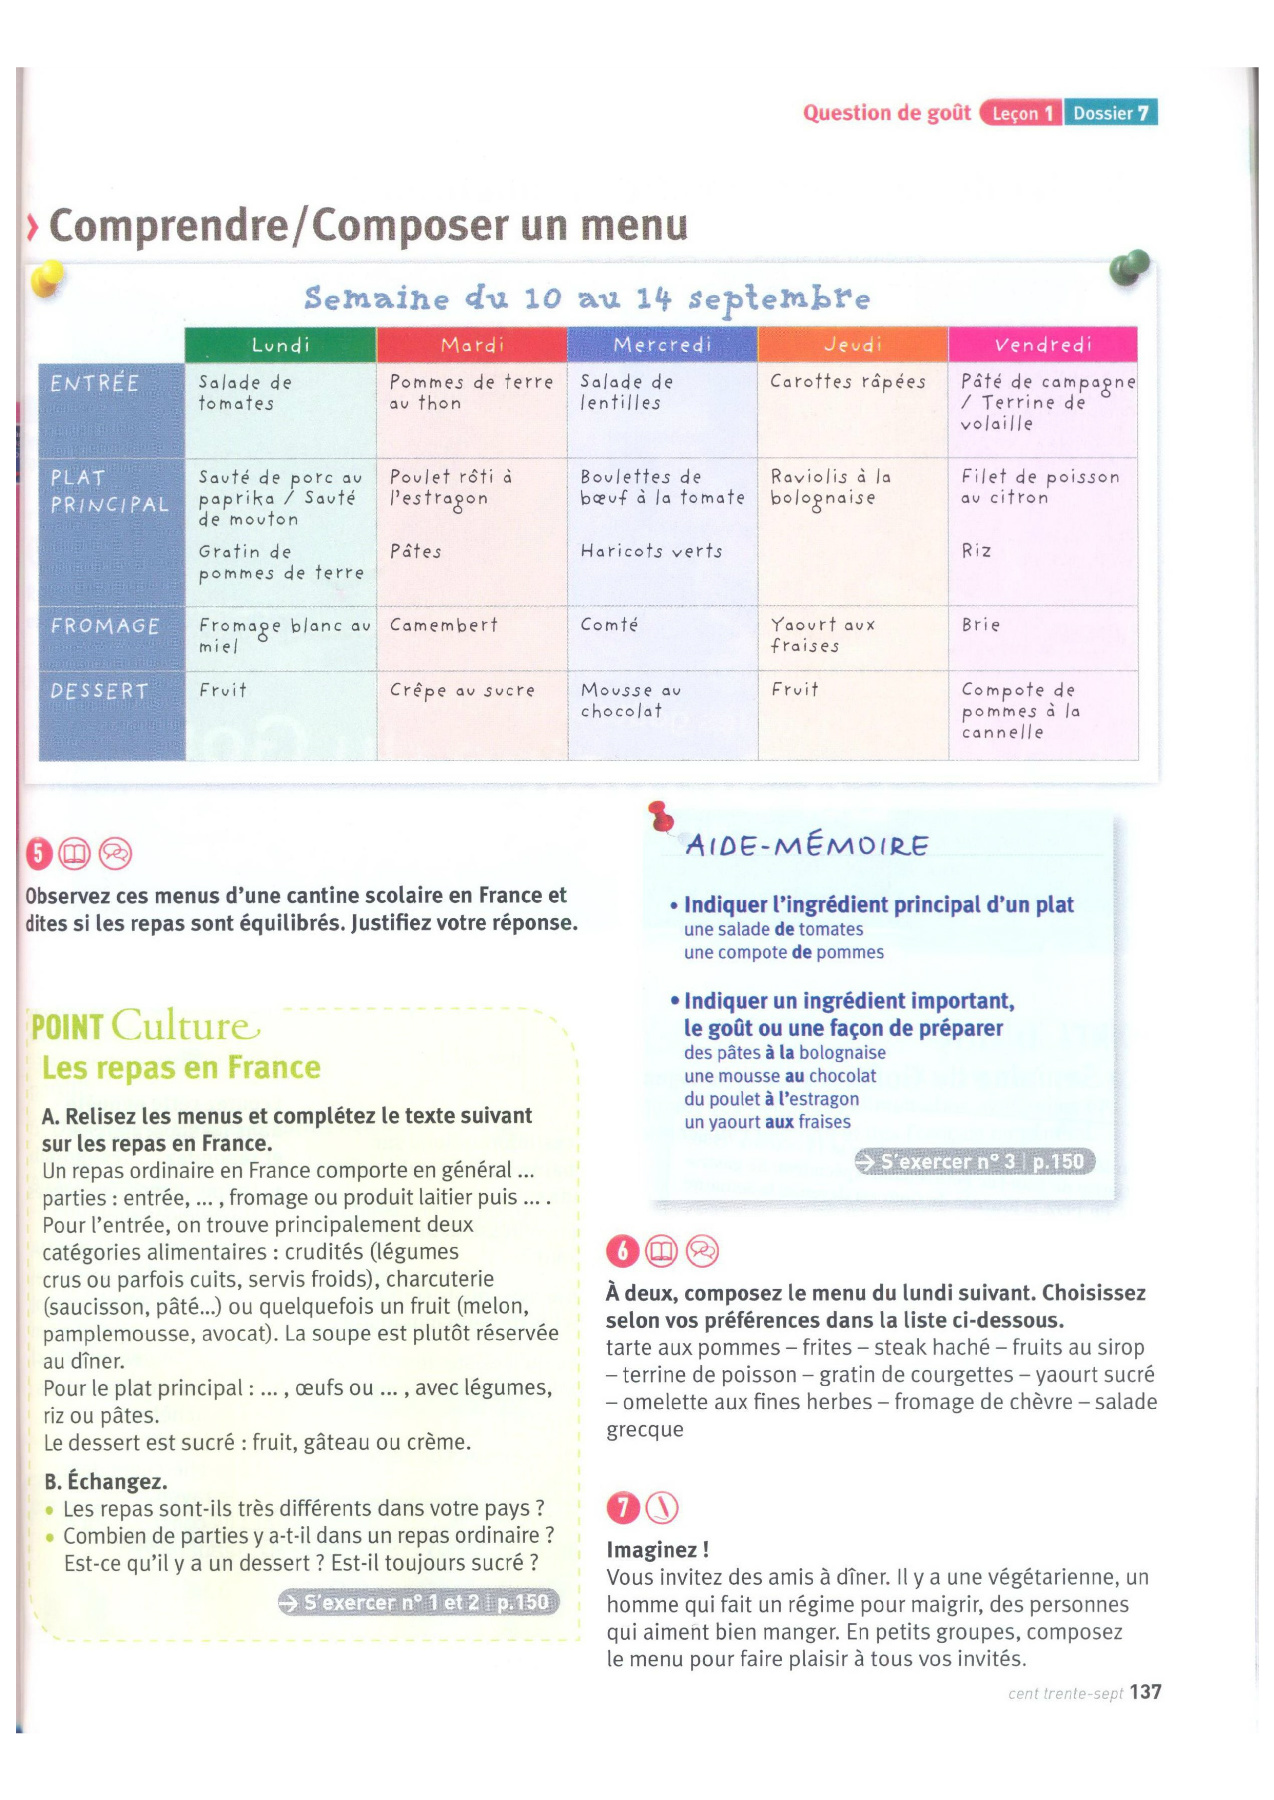 Question de goût Leçon 1 Dossier 7
› Comprendre/Composer un menu
Semaine du 10 au 14 septembre
Lundi Mardi Mercredi Jeudi Vendredi
ENTRÉE
Salade de
tomates
Pommes de terre
au thon
Salade de
lentilles
Carottes râpées
Pâté de campagne
/ Terrine de
volaille
PLAT
PRINCIPAL
Sauté de porc au
paprika / Sauté
de mouton
Gratin de
pommes de terre
Poulet rôti à
l'estragon
Pâtes
Boulettes de
bœuf à la tomate
Haricots verts
Raviolis à la
bolognaise
Filet de poisson
au citron
Riz
FROMAGE
Fromage blanc au
miel
Camembert
Comté
Yaourt aux
fraises
Brie
DESSERT
Fruit
Crêpe au sucre
Mousse au
chocolat
Fruit
Compote de
pommes à la
cannelle
5
Observez ces menus d'une cantine scolaire en France et
dites si les repas sont équilibrés. Justifiez votre réponse.
POINT Culture
Les repas en France
A. Relisez les menus et complétez le texte suivant
sur les repas en France.
Un repas ordinaire en France comporte en général ...
parties : entrée, ... , fromage ou produit laitier puis ... .
Pour l'entrée, on trouve principalement deux
catégories alimentaires : crudités (légumes
crus ou parfois cuits, servis froids), charcuterie
(saucisson, pâté...) ou quelquefois un fruit (melon,
pamplemousse, avocat). La soupe est plutôt réservée
au dîner.
Pour le plat principal : ... , œufs ou ... , avec légumes,
riz ou pâtes.
Le dessert est sucré : fruit, gâteau ou crème.
B. Échangez.
• Les repas sont-ils très différents dans votre pays ?
• Combien de parties y a-t-il dans un repas ordinaire ?
Est-ce qu'il y a un dessert ? Est-il toujours sucré ?
→ S'exercer n° 1 et 2 | p.150
AIDE-MÉMOIRE
• Indiquer l'ingrédient principal d'un plat
une salade de tomates
une compote de pommes
• Indiquer un ingrédient important,
le goût ou une façon de préparer
des pâtes à la bolognaise
une mousse au chocolat
du poulet à l'estragon
un yaourt aux fraises
→ S'exercer n° 3 | p.150
6
À deux, composez le menu du lundi suivant. Choisissez
selon vos préférences dans la liste ci-dessous.
tarte aux pommes – frites – steak haché – fruits au sirop
– terrine de poisson – gratin de courgettes – yaourt sucré
– omelette aux fines herbes – fromage de chèvre – salade
grecque
7
Imaginez !
Vous invitez des amis à dîner. Il y a une végétarienne, un
homme qui fait un régime pour maigrir, des personnes
qui aiment bien manger. En petits groupes, composez
le menu pour faire plaisir à tous vos invités.
cent trente-sept 137